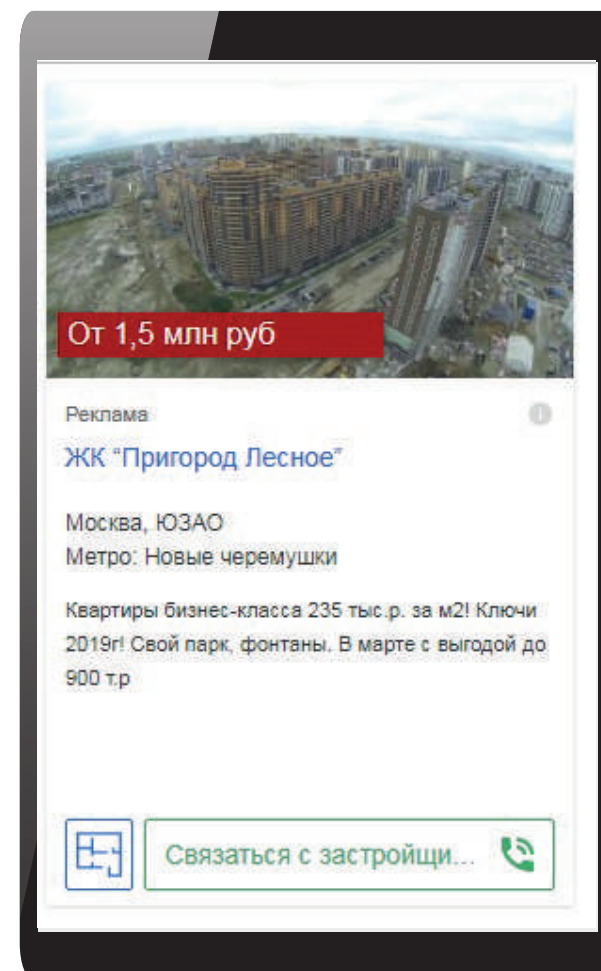 От 1,5 млн руб
Реклама
ЖК “Пригород Лесное”
Москва, ЮЗАО
Метро: Новые черемушки
Квартиры бизнес-класса 235 тыс.р. за м2! Ключи
2019г! Свой парк, фонтаны. В марте с выгодой до
900 т.р
Связаться с застройщи...